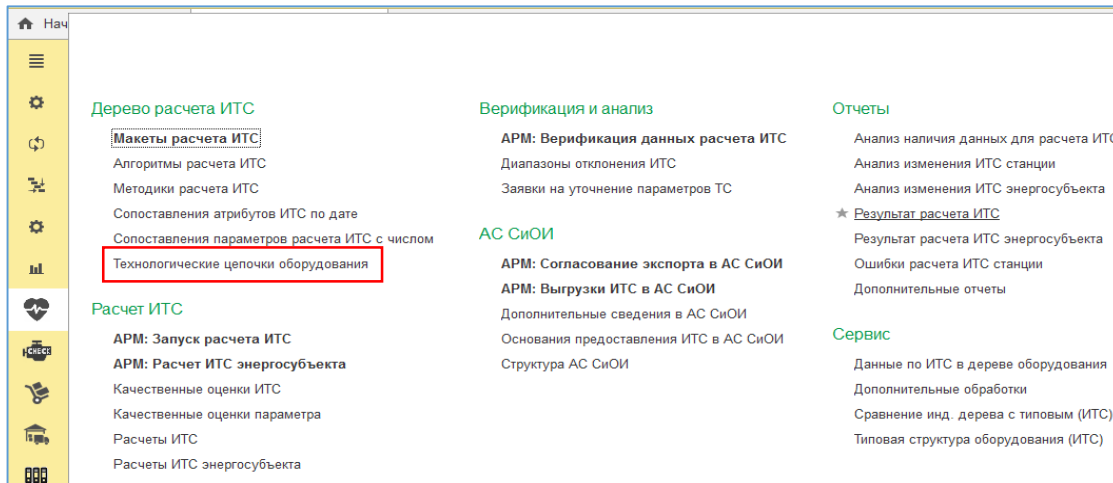 Нач
Дерево расчета ИТС
Макеты расчета ИТС
Алгоритмы расчета ИТС
Методики расчета ИТС
Сопоставления атрибутов ИТС по дате
Сопоставления параметров расчета ИТС с числом
Технологические цепочки оборудования
Расчет ИТС
АРМ: Запуск расчета ИТС
АРМ: Расчет ИТС энергосубъекта
Качественные оценки ИТС
Качественные оценки параметра
Расчеты ИТС
Расчеты ИТС энергосубъекта
Верификация и анализ
АРМ: Верификация данных расчета ИТС
Диапазоны отклонения ИТС
Заявки на уточнение параметров ТС
АС СиОИ
АРМ: Согласование экспорта в АС СиОИ
АРМ: Выгрузки ИТС в АС СиОИ
Дополнительные сведения в АС СиОИ
Основания предоставления ИТС в АС СиОИ
Структура АС СиОИ
Отчеты
Анализ наличия данных для расчета ИТС
Анализ изменения ИТС станции
Анализ изменения ИТС энергосубъекта
Результат расчета ИТС
Результат расчета ИТС энергосубъекта
Ошибки расчета ИТС станции
Дополнительные отчеты
Сервис
Данные по ИТС в дереве оборудования
Дополнительные обработки
Сравнение инд. дерева с типовым (ИТС)
Типовая структура оборудования (ИТС)
CHECK